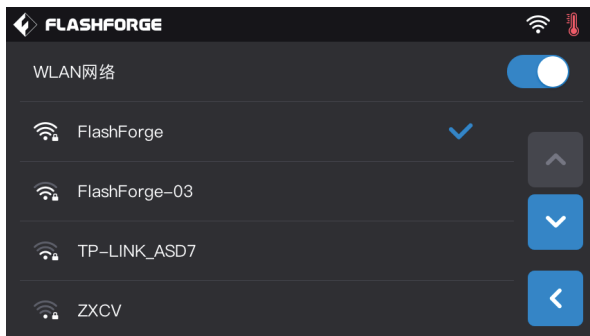 FLASHFORGE
WLAN网络
FlashForge
FlashForge-03
TP-LINK_ASD7
ZXCV